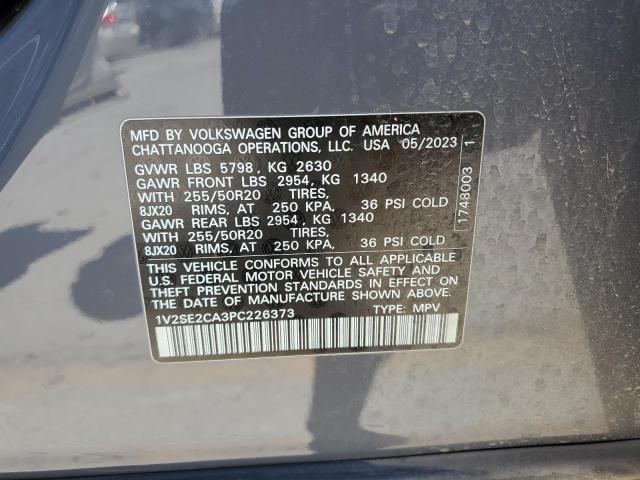 MFD BY VOLKSWAGEN GROUP OF AMERICA
CHATTANOOGA OPERATIONS, LLC. USA 05/2023
GVWR LBS 5798, KG 2630
GAWR FRONT LBS 2954, KG 1340
WITH 255/50R20 TIRES,
8JX20 RIMS, AT 250 KPA, 36 PSI COLD
GAWR REAR LBS 2954, KG 1340
WITH 255/50R20 TIRES,
8JX20 RIMS, AT 250 KPA, 36 PSI COLD
THIS VEHICLE CONFORMS TO ALL APPLICABLE
U.S. FEDERAL MOTOR VEHICLE SAFETY AND
THEFT PREVENTION STANDARDS IN EFFECT ON
THE DATE OF MANUFACTURE SHOWN ABOVE.
1V2SE2CA3PC226373 TYPE: MPV
1748003 1